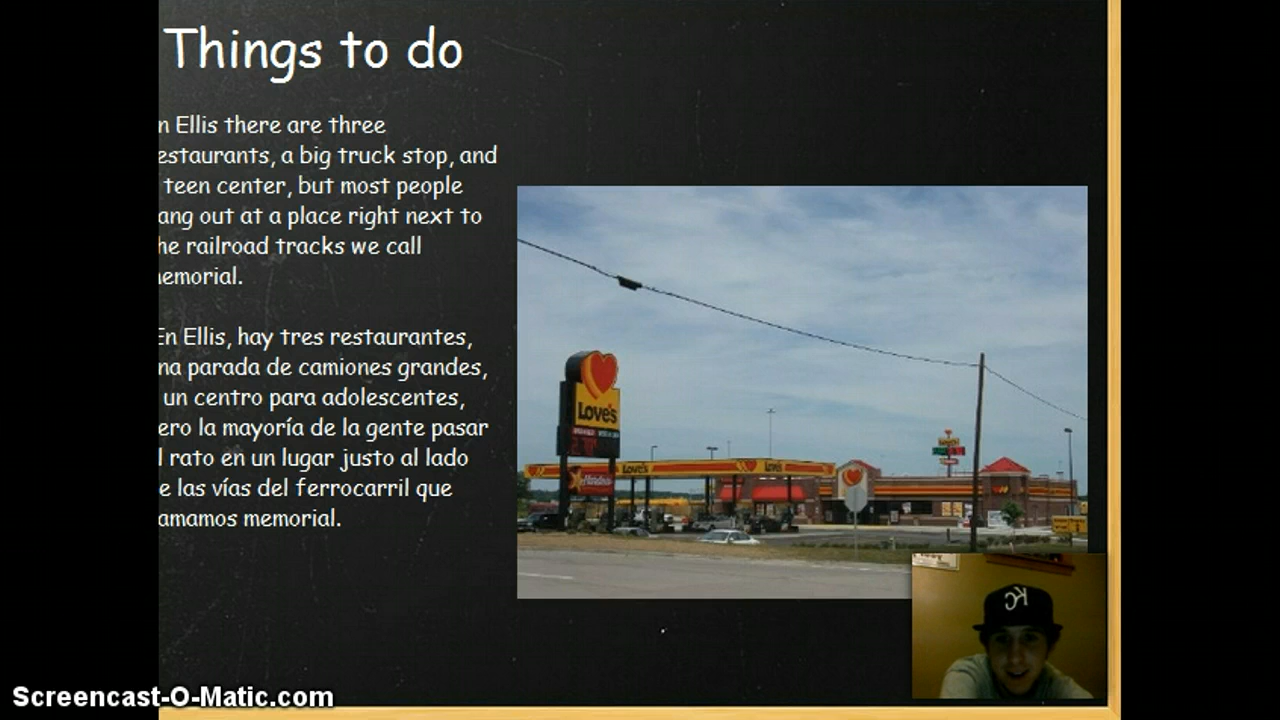 Things to do
n Ellis there are three
estaurants, a big truck stop, and
teen center, but most people
ang out at a place right next to
he railroad tracks we call
emorial.
En Ellis, hay tres restaurantes,
na parada de camiones grandes,
un centro para adolescentes,
ero la mayoría de la gente pasar
l rato en un lugar justo al lado
e las vías del ferrocarril que
amamos memorial.
Love's
Hardee's
Love's
Love's
KC
Screencast-O-Matic.com